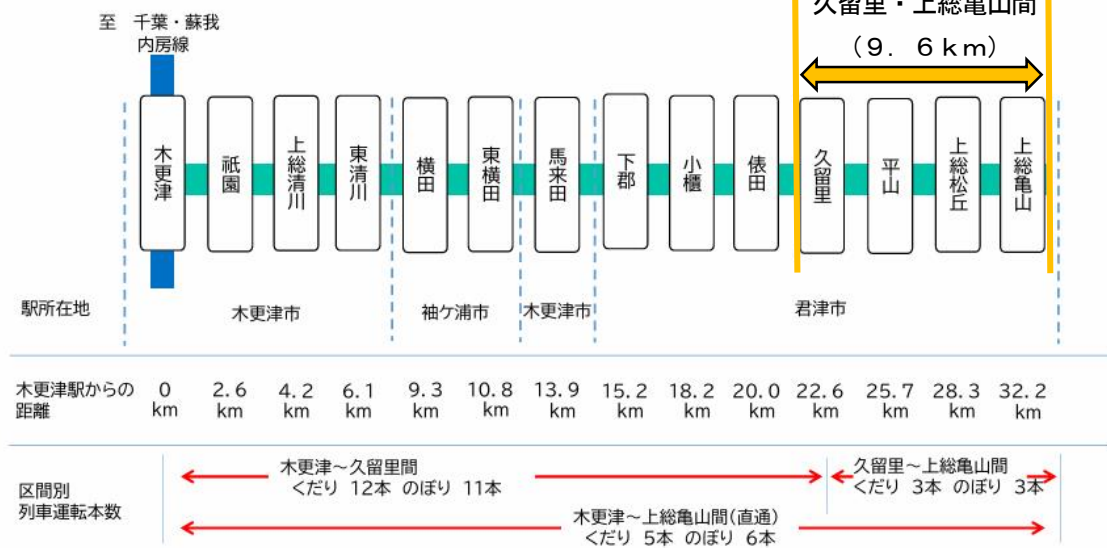 至 千葉・蘇我
内房線
久留里・上総亀山間
（９．６ｋｍ）
木更津
祇園
上総清川
東清川
横田
東横田
馬来田
下郡
小櫃
俵田
久留里
平山
上総松丘
上総亀山
駅所在地
木更津市
袖ケ浦市
木更津市
君津市
木更津駅からの
距離
0 km
2.6 km
4.2 km
6.1 km
9.3 km
10.8 km
13.9 km
15.2 km
18.2 km
20.0 km
22.6 km
25.7 km
28.3 km
32.2 km
区間別
列車運転本数
木更津～久留里間
くだり 12本 のぼり 11本
久留里～上総亀山間
くだり 3本 のぼり 3本
木更津～上総亀山間(直通)
くだり 5本 のぼり 6本